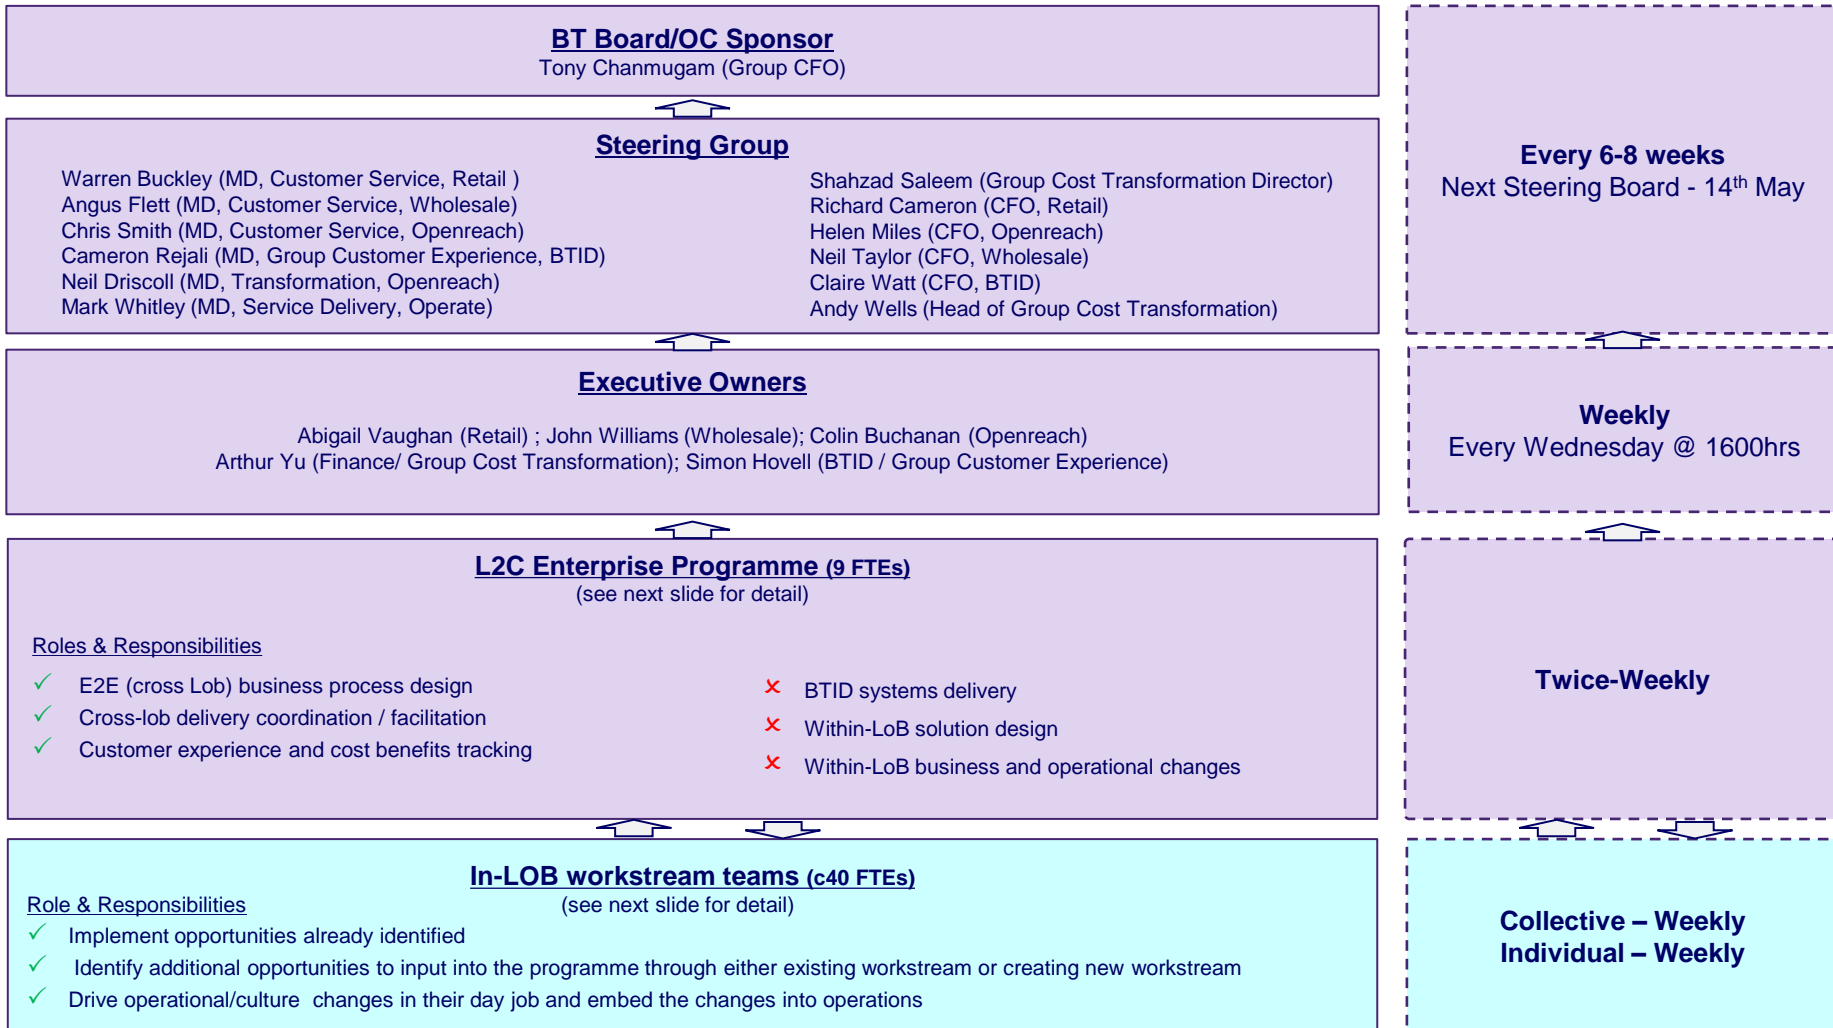 BT Board/OC Sponsor
Tony Chanmugam (Group CFO)
Steering Group
Warren Buckley (MD, Customer Service, Retail )
Angus Flett (MD, Customer Service, Wholesale)
Chris Smith (MD, Customer Service, Openreach)
Cameron Rejali (MD, Group Customer Experience, BTID)
Neil Driscoll (MD, Transformation, Openreach)
Mark Whitley (MD, Service Delivery, Operate)
Shahzad Saleem (Group Cost Transformation Director)
Richard Cameron (CFO, Retail)
Helen Miles (CFO, Openreach)
Neil Taylor (CFO, Wholesale)
Claire Watt (CFO, BTID)
Andy Wells (Head of Group Cost Transformation)
Every 6-8 weeks
Next Steering Board - 14th May
Executive Owners
Abigail Vaughan (Retail) ; John Williams (Wholesale); Colin Buchanan (Openreach)
Arthur Yu (Finance/ Group Cost Transformation); Simon Hovell (BTID / Group Customer Experience)
Weekly
Every Wednesday @ 1600hrs
L2C Enterprise Programme (9 FTEs)
(see next slide for detail)
Roles & Responsibilities
✓ E2E (cross Lob) business process design
✓ Cross-lob delivery coordination / facilitation
✓ Customer experience and cost benefits tracking
✗ BTID systems delivery
✗ Within-LoB solution design
✗ Within-LoB business and operational changes
Twice-Weekly
In-LOB workstream teams (c40 FTEs)
(see next slide for detail)
Role & Responsibilities
✓ Implement opportunities already identified
✓ Identify additional opportunities to input into the programme through either existing workstream or creating new workstream
✓ Drive operational/culture changes in their day job and embed the changes into operations
Collective – Weekly
Individual – Weekly